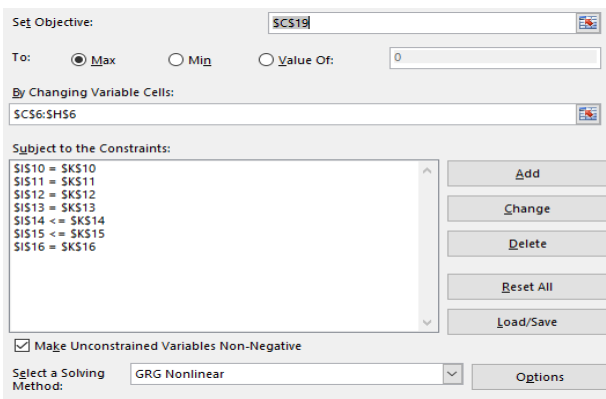 Set Objective: $C$19
To: Max Min Value Of: 0
By Changing Variable Cells:
$C$6:$H$6
Subject to the Constraints:
$I$10 = $K$10
$I$11 = $K$11
$I$12 = $K$12
$I$13 = $K$13
$I$14 <= $K$14
$I$15 <= $K$15
$I$16 = $K$16
Add
Change
Delete
Reset All
Load/Save
Make Unconstrained Variables Non-Negative
Select a Solving Method: GRG Nonlinear Options